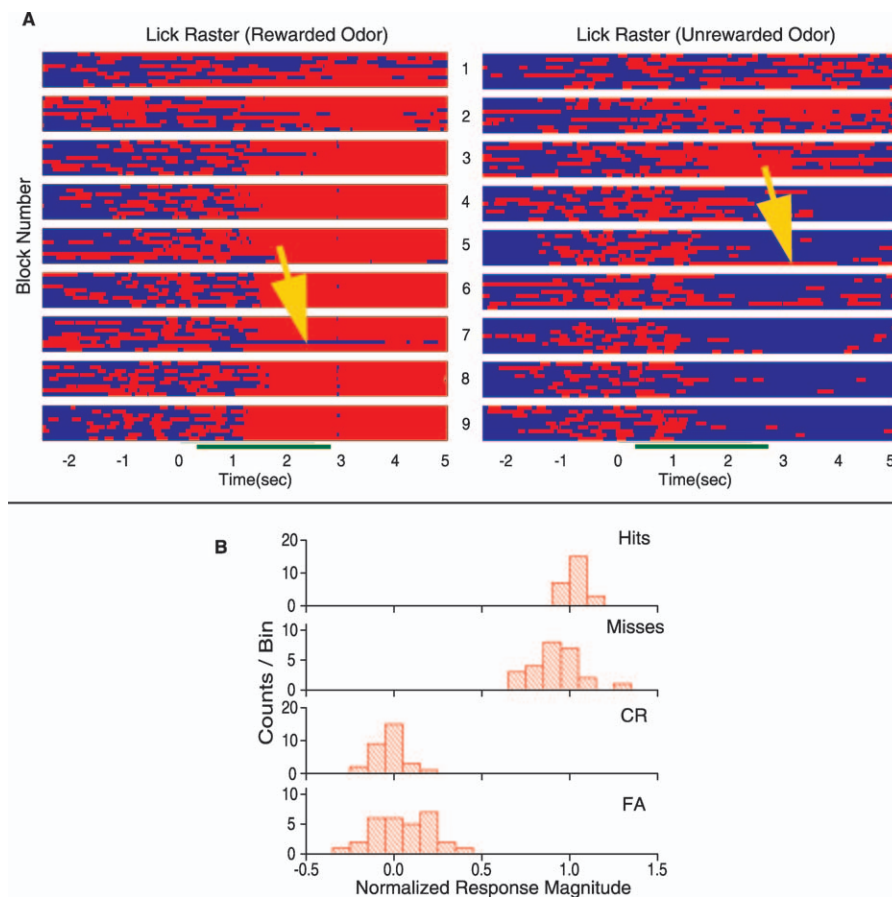 A
Lick Raster (Rewarded Odor)
Lick Raster (Unrewarded Odor)
Block Number
1
2
3
4
5
6
7
8
9
-2 -1 0 1 2 3 4 5
Time(sec)
-2 -1 0 1 2 3 4 5
Time(sec)
B
Counts / Bin
Hits
20
10
0
Misses
10
5
0
CR
20
10
0
FA
10
5
0
-0.5 0.0 0.5 1.0 1.5
Normalized Response Magnitude